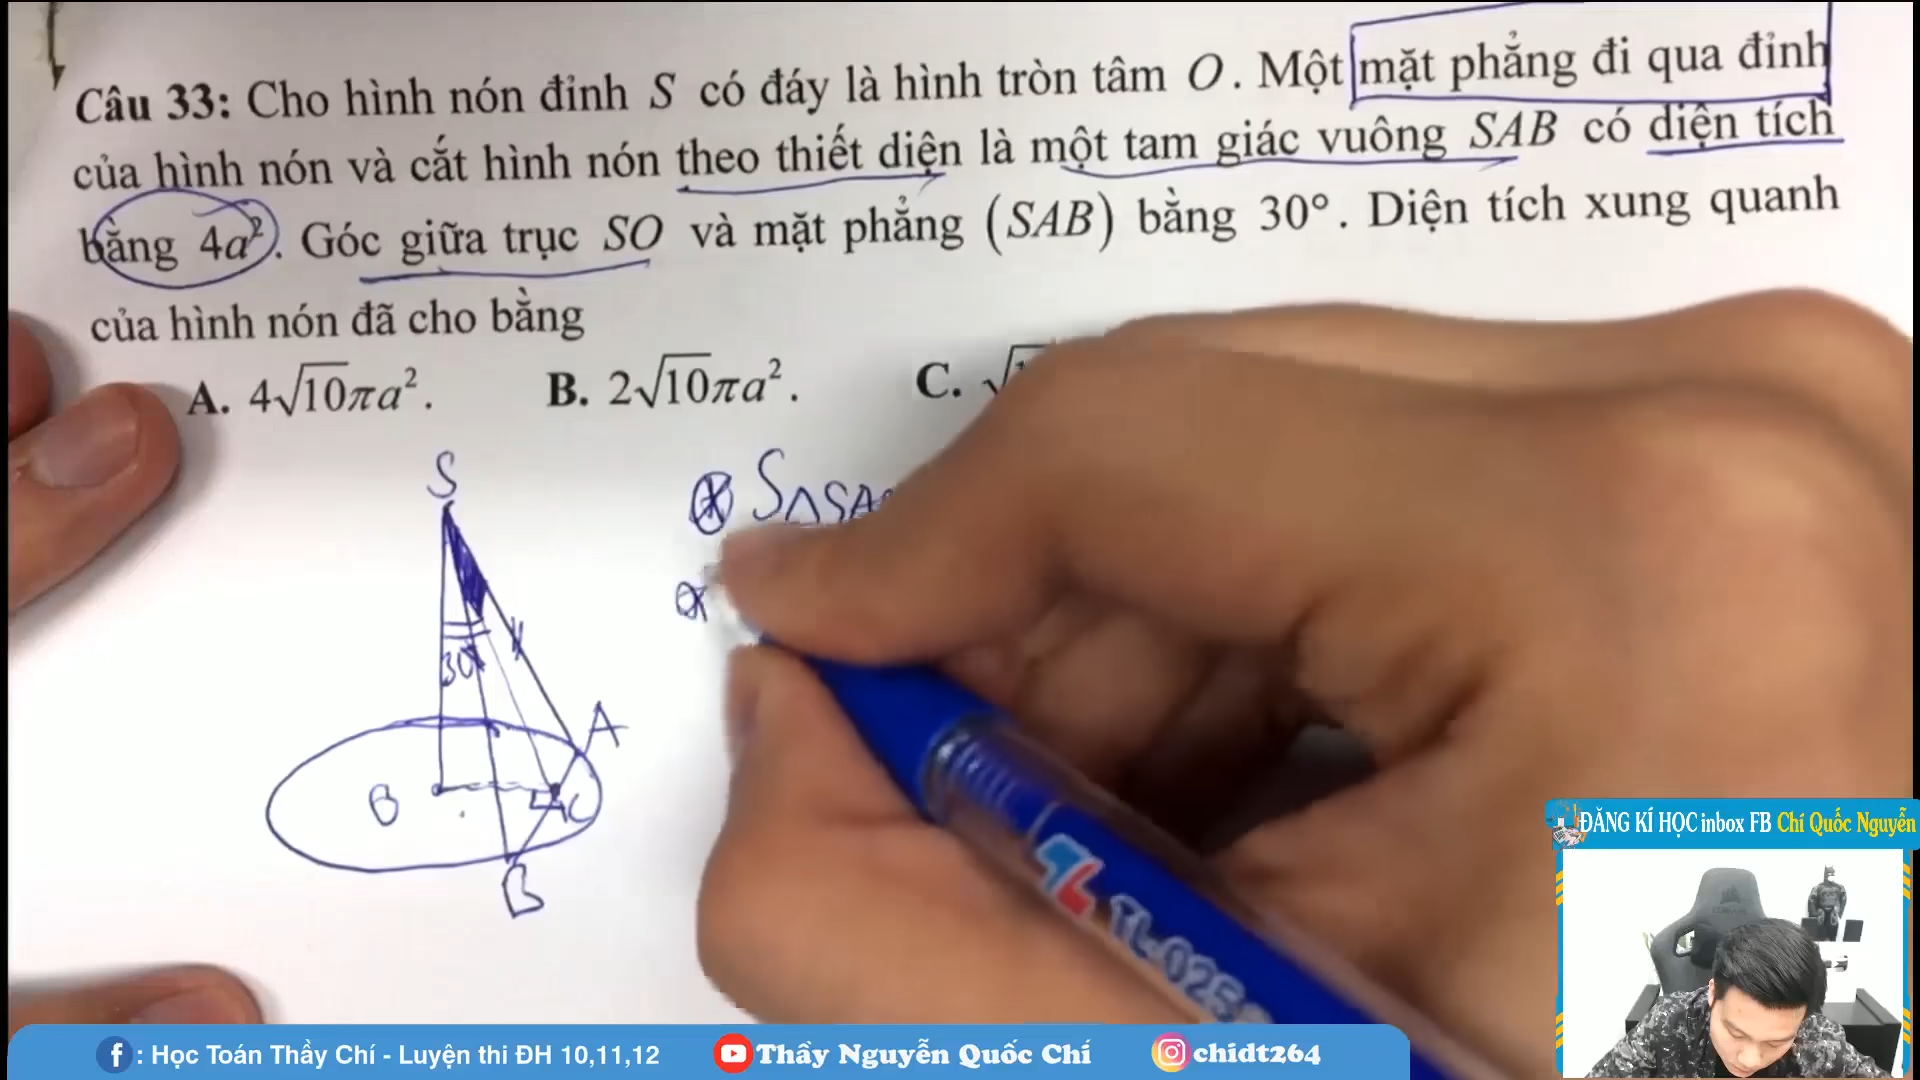 Câu 33: Cho hình nón đỉnh S có đáy là hình tròn tâm O. Một mặt phẳng đi qua đỉnh
của hình nón và cắt hình nón theo thiết diện là một tam giác vuông SAB có diện tích
bằng 4a². Góc giữa trục SO và mặt phẳng (SAB) bằng 30°. Diện tích xung quanh
của hình nón đã cho bằng
A. 4√10πa². B. 2√10πa². C.
S
S△SA
30
A
O
C
B
ĐĂNG KÍ HỌC inbox FB Chí Quốc Nguyễn
TL-025
: Học Toán Thầy Chí - Luyện thi ĐH 10,11,12
Thầy Nguyễn Quốc Chí
chidt264